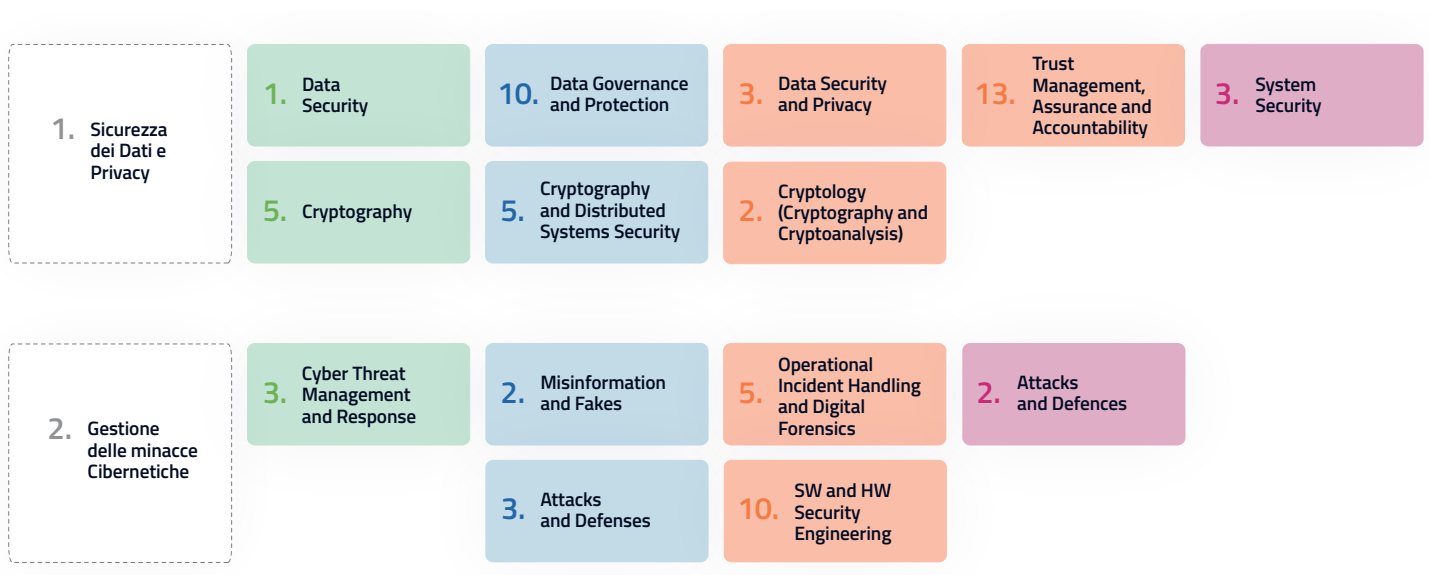 1. Sicurezza
dei Dati e
Privacy
1. Data
Security
10. Data Governance
and Protection
3. Data Security
and Privacy
13. Trust
Management,
Assurance and
Accountability
3. System
Security
5. Cryptography
5. Cryptography
and Distributed
Systems Security
2. Cryptology
(Cryptography and
Cryptoanalysis)
2. Gestione
delle minacce
Cibernetiche
3. Cyber Threat
Management
and Response
2. Misinformation
and Fakes
5. Operational
Incident Handling
and Digital
Forensics
2. Attacks
and Defences
3. Attacks
and Defenses
10. SW and HW
Security
Engineering